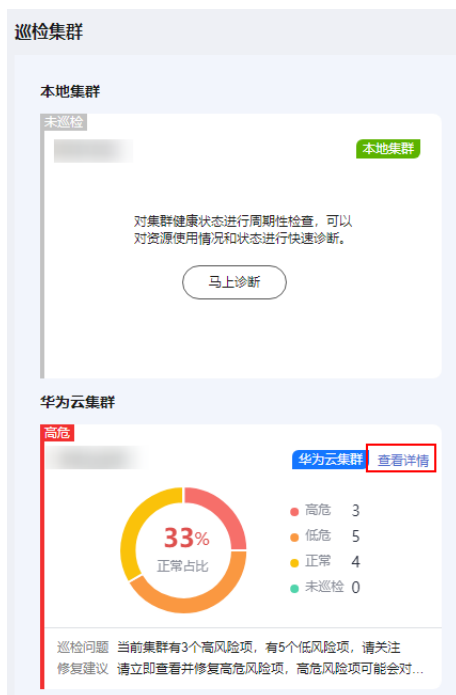 巡检集群
本地集群
未巡检
本地集群
对集群健康状态进行周期性检查，可以
对资源使用情况和状态进行快速诊断。
马上诊断
华为云集群
高危
华为云集群 查看详情
33%
正常占比
高危 3
低危 5
正常 4
未巡检 0
巡检问题 当前集群有3个高风险项，有5个低风险项，请关注
修复建议 请立即查看并修复高危风险项，高危风险项可能会对...